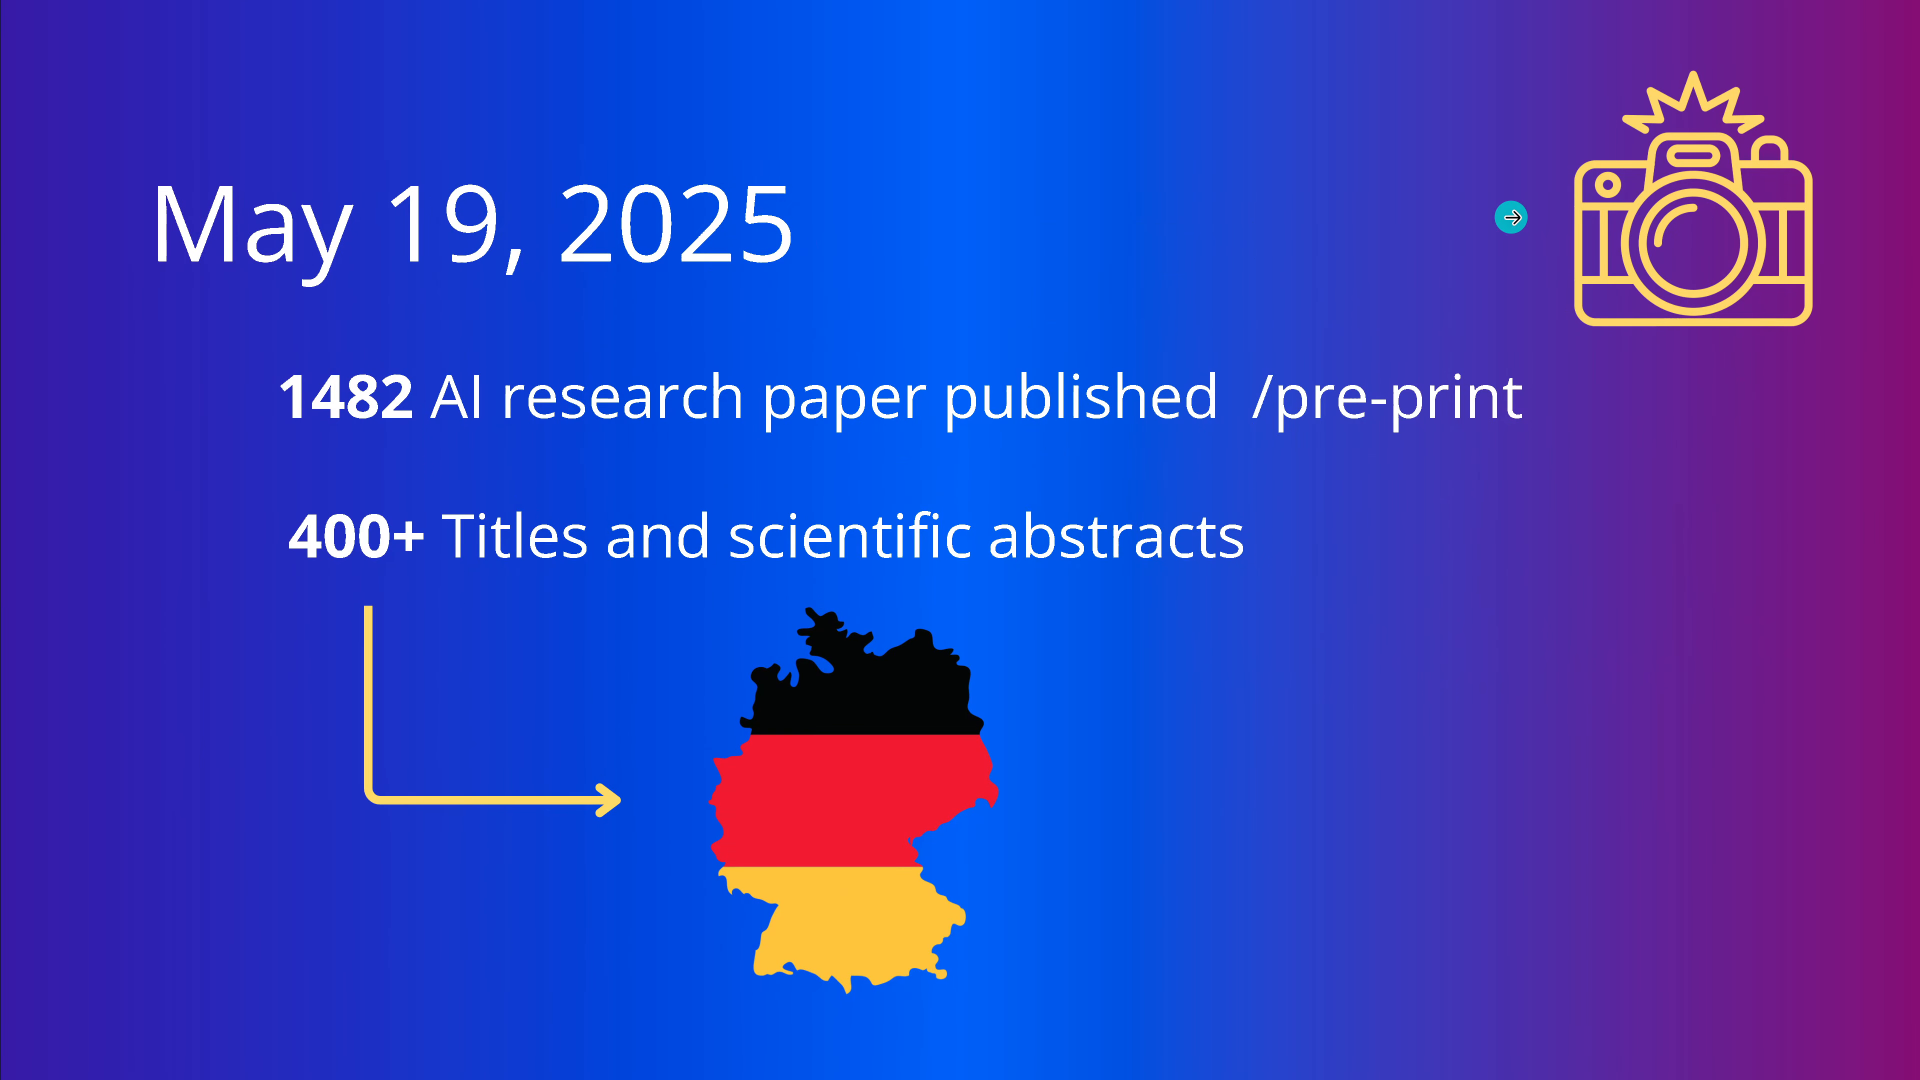 May 19, 2025
1482 AI research paper published  /pre-print
400+ Titles and scientific abstracts